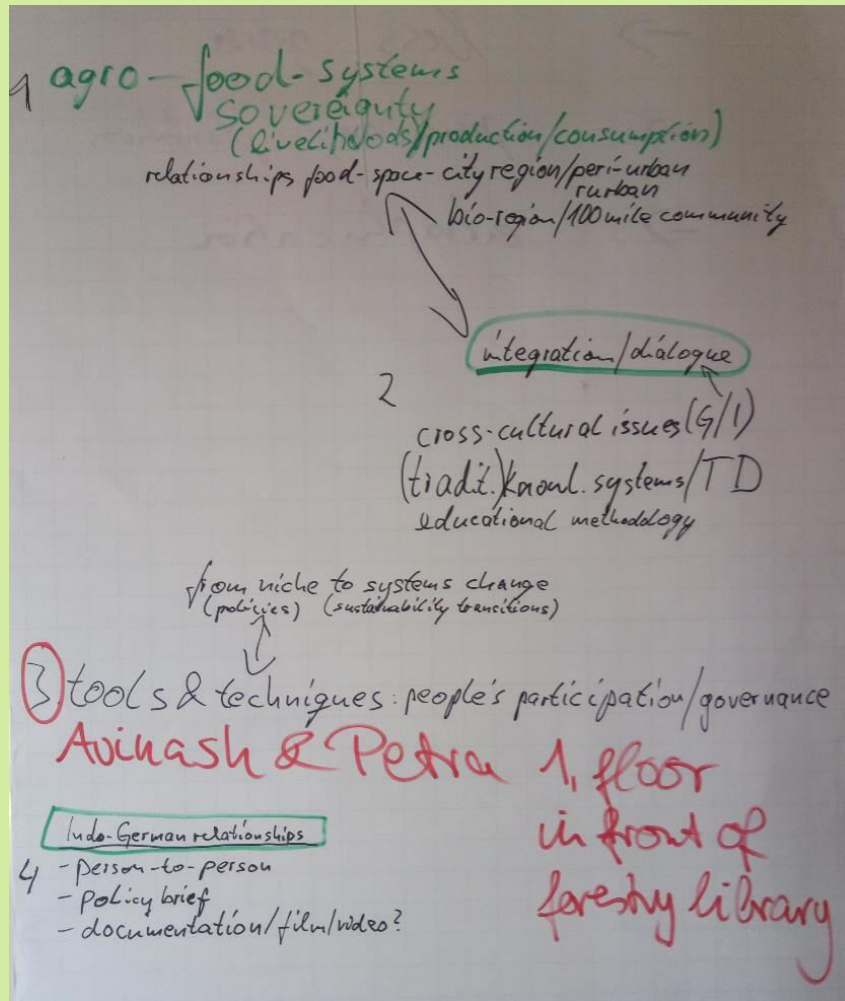 1 agro-food-systems
sovereignty
(livelihoods/production/consumption)
relationships food-space-city region/peri-urban
rurban
bio-region/100 mile community
integration/dialogue
2
cross-cultural issues (G/I)
(tradit.) knowl. systems/TD
educational methodology
from niche to systems change
(policies) (sustainability transitions)
3. tools & techniques: people's participation/governance
Avinash & Petra 1. floor
in front of
forestry library
Indo-German relationships
4 - person-to-person
- policy brief
- documentation/film/video?